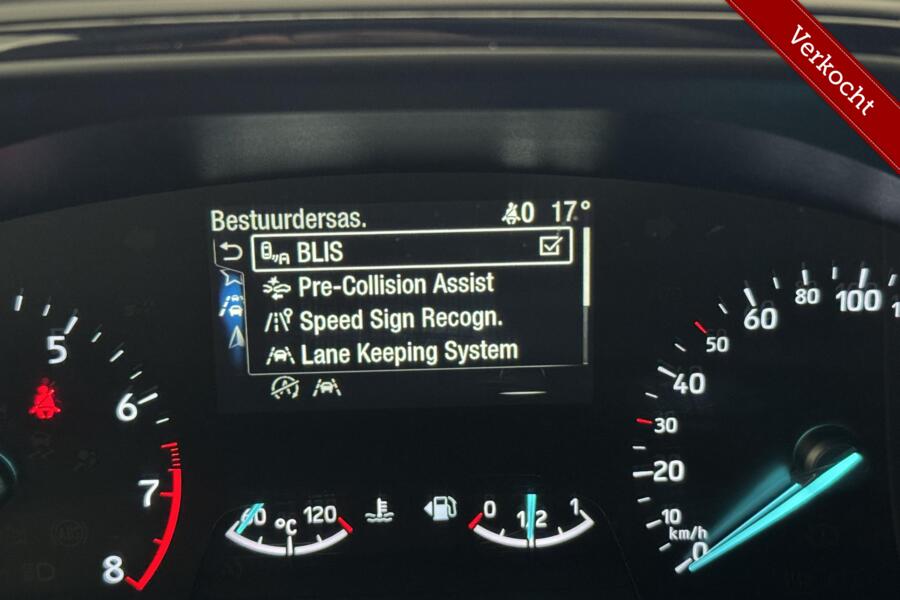 Verkocht
Bestuurdersas. 0 17°
BLIS
Pre-Collision Assist
Speed Sign Recogn.
Lane Keeping System
5
6
7
8
60 °C 120
0 1/2 1
0
10
20
30
40
50
60
80
100
km/h